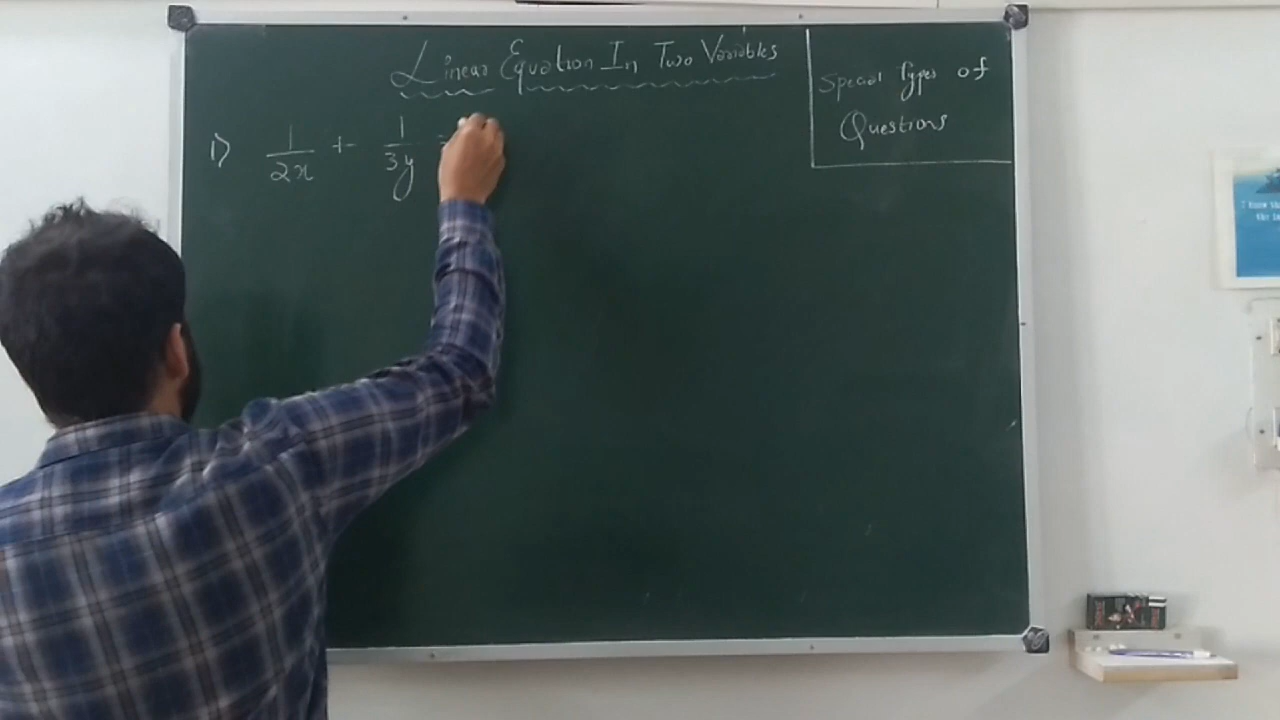 Linear Equation In Two Variables
Special Types of
Questions
1) 1/2x + 1/3y =